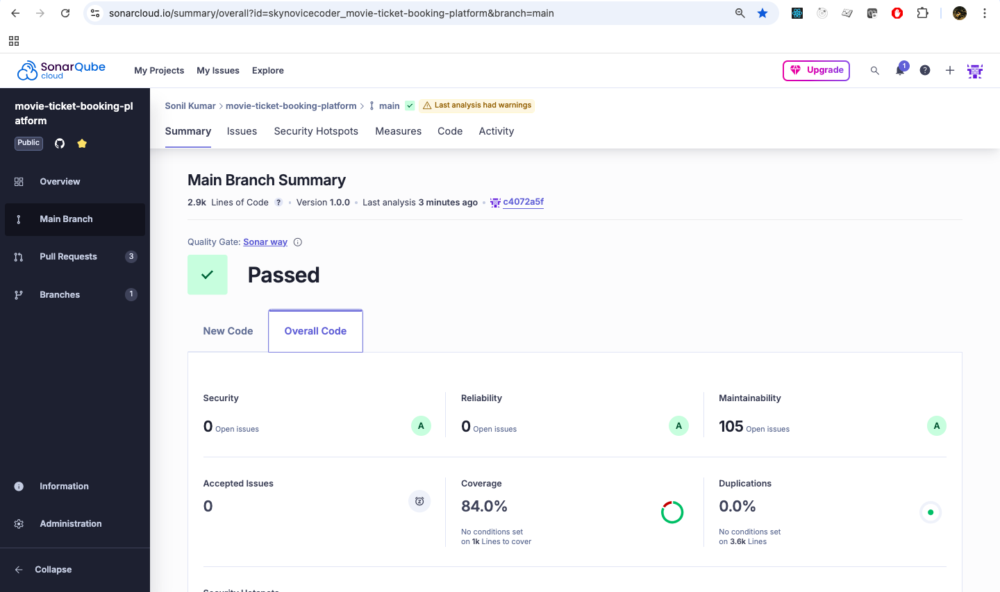 sonarcloud.io/summary/overall?id=skynovicecoder_movie-ticket-booking-platform&branch=main
SonarQube
cloud
My Projects My Issues Explore
Upgrade
1
movie-ticket-booking-pl
atform
Public
Overview
Main Branch
Pull Requests 3
Branches 1
Information
Administration
Collapse
Sonil Kumar movie-ticket-booking-platform main Last analysis had warnings
Summary Issues Security Hotspots Measures Code Activity
Main Branch Summary
2.9k Lines of Code ? • Version 1.0.0 • Last analysis 3 minutes ago • c4072a5f
Quality Gate: Sonar way
Passed
New Code Overall Code
Security Reliability Maintainability
0 Open issues A 0 Open issues A 105 Open issues A
Accepted Issues Coverage Duplications
0 84.0% 0.0%
No conditions set No conditions set
on 1k Lines to cover on 3.6k Lines
Security Hotspots